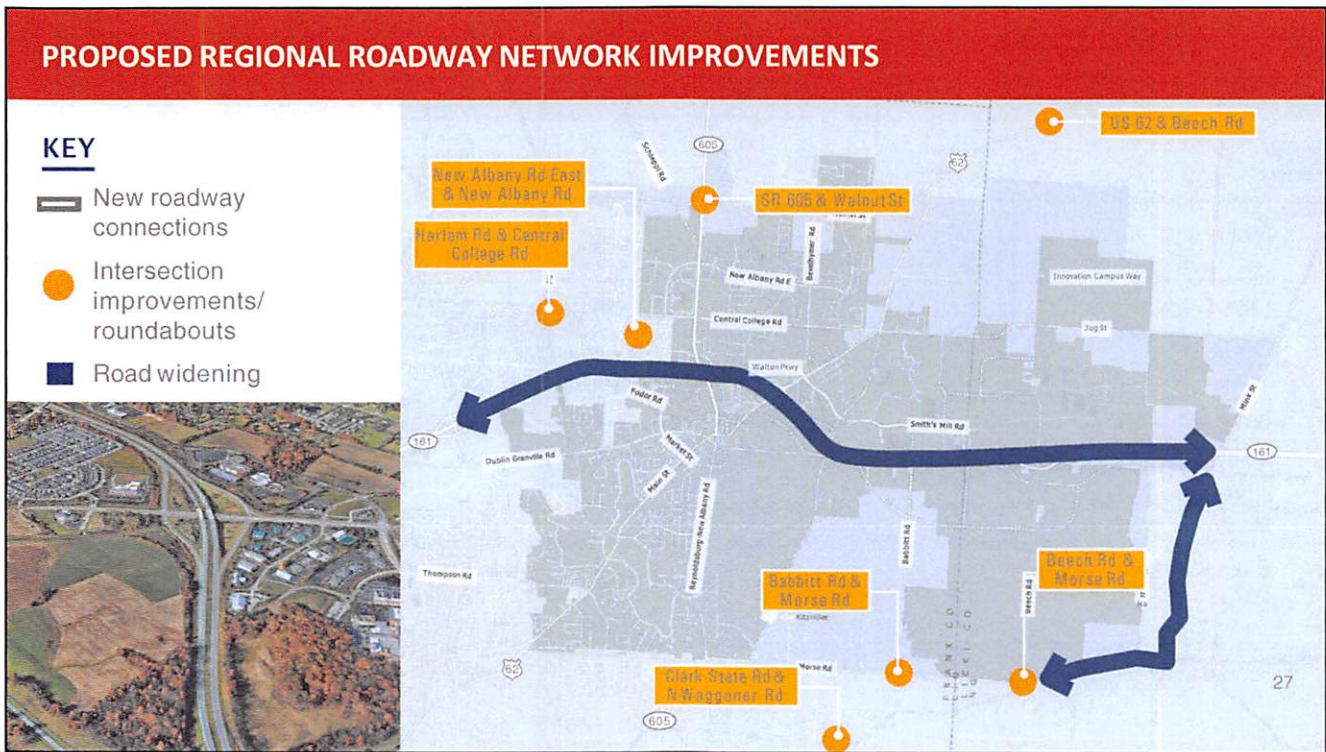 PROPOSED REGIONAL ROADWAY NETWORK IMPROVEMENTS
KEY
New roadway
connections
Intersection
improvements/
roundabouts
Road widening
US 62 & Beech Rd
605
62
Schleppi Rd
New Albany Rd East
& New Albany Rd
SR 605 & Walnut St
Harlem Rd & Central
College Rd
Bevelhymer Rd
New Albany Rd E
Innovation Campus Way
Central College Rd
Jug St
Walton Pkwy
Mink St
Fodor Rd
Smith's Mill Rd
161
161
Market St
Dublin Granville Rd
Main St
Reynoldsburg-New Albany Rd
Babbitt Rd
Thompson Rd
Beech Rd &
Morse Rd
Babbitt Rd &
Morse Rd
Beech Rd
Kitzmiller
62
Morse Rd
Clark State Rd &
N Waggoner Rd
605
27